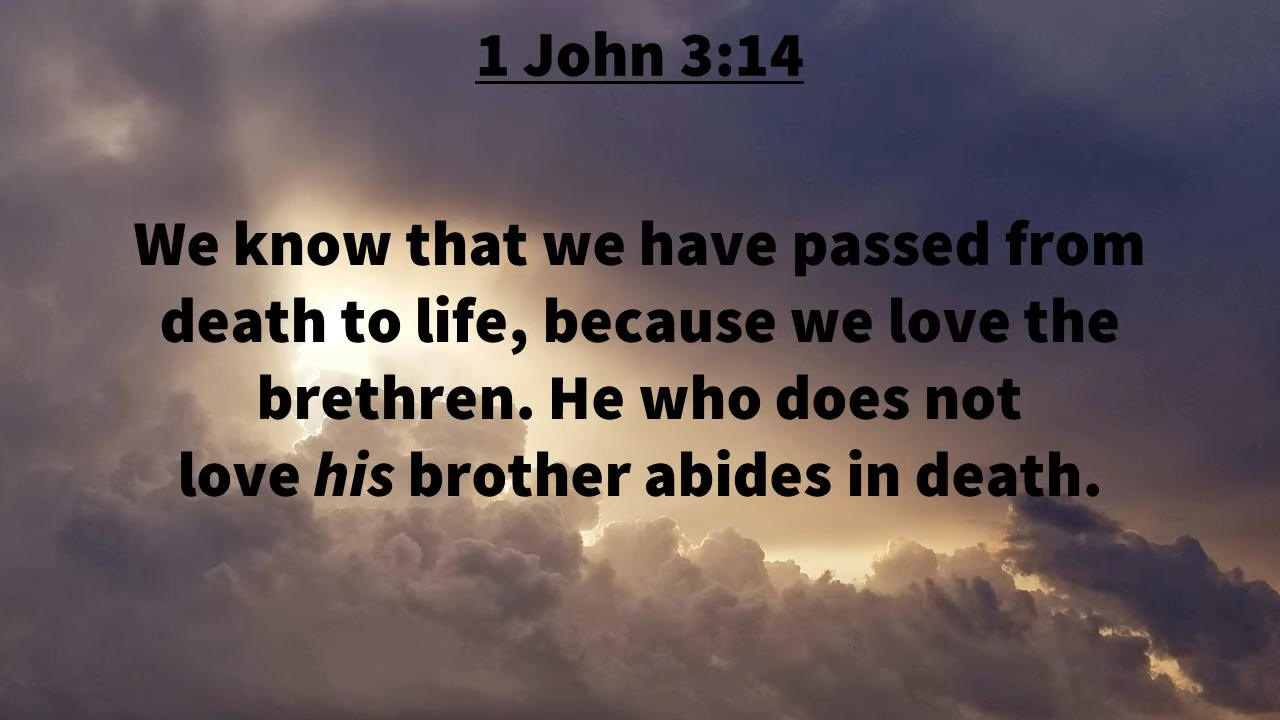 1 John 3:14
We know that we have passed from
death to life, because we love the
brethren. He who does not
love his brother abides in death.